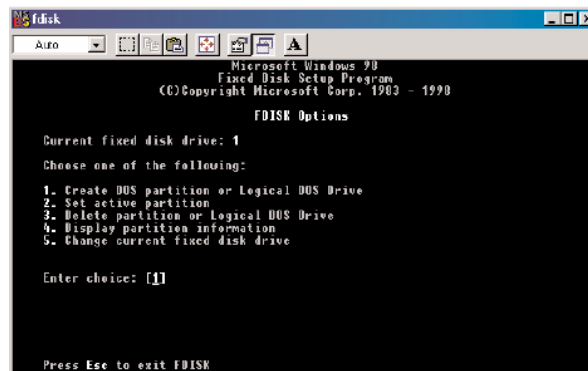 fdisk
Auto
A
Microsoft Windows 98
Fixed Disk Setup Program
(C)Copyright Microsoft Corp. 1983 - 1998
FDISK Options
Current fixed disk drive: 1
Choose one of the following:
1. Create DOS partition or Logical DOS Drive
2. Set active partition
3. Delete partition or Logical DOS Drive
4. Display partition information
5. Change current fixed disk drive
Enter choice: [1]
Press Esc to exit FDISK